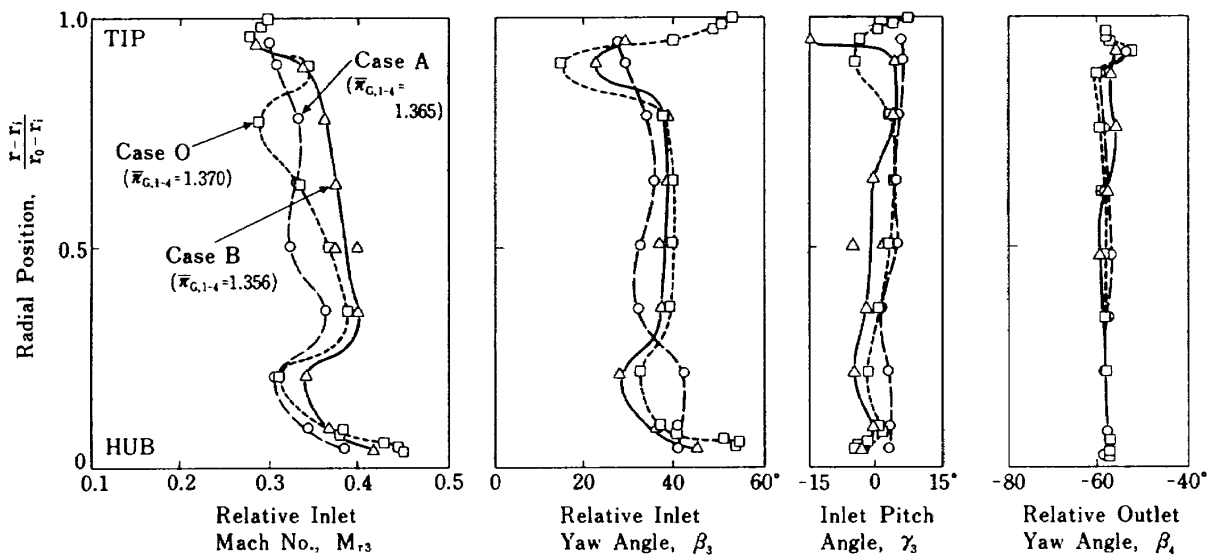 1.0
TIP
Case A
(π̅G,1-4=
1.365)
Case O
(π̅G,1-4=1.370)
Case B
(π̅G,1-4=1.356)
0.5
HUB
0
Radial Position, r-ri / r0-ri
0.1 0.2 0.3 0.4 0.5
Relative Inlet
Mach No., Mr3
0 20 40 60°
Relative Inlet
Yaw Angle, β3
-15 0 15°
Inlet Pitch
Angle, γ3
-80 -60 -40°
Relative Outlet
Yaw Angle, β4